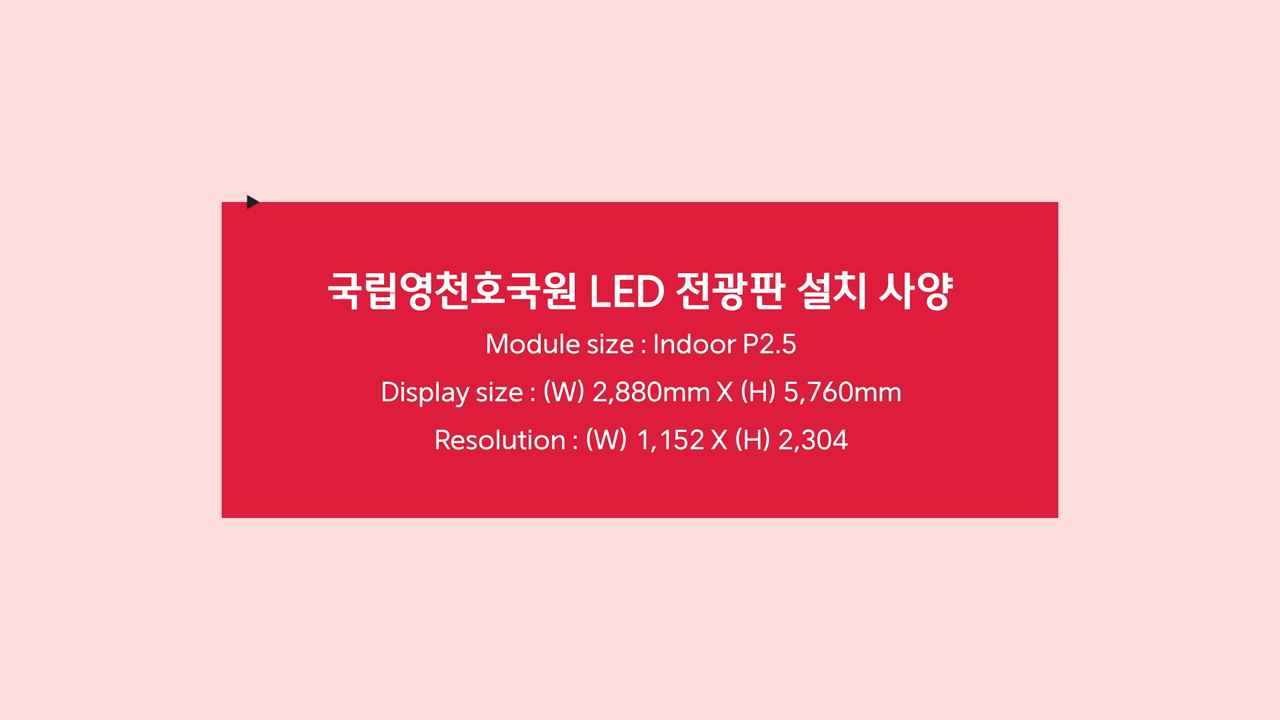 국립영천호국원 LED 전광판 설치 사양
Module size : Indoor P2.5
Display size : (W) 2,880mm X (H) 5,760mm
Resolution : (W) 1,152 X (H) 2,304